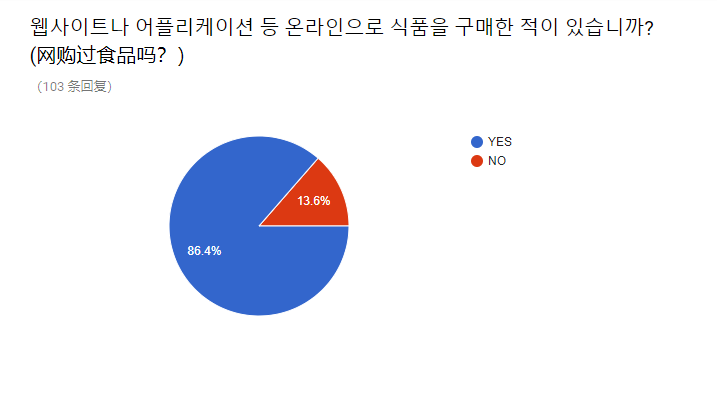 웹사이트나 어플리케이션 등 온라인으로 식품을 구매한 적이 있습니까?
(网购过食品吗？)
(103 条回复)
YES
NO
13.6%
86.4%